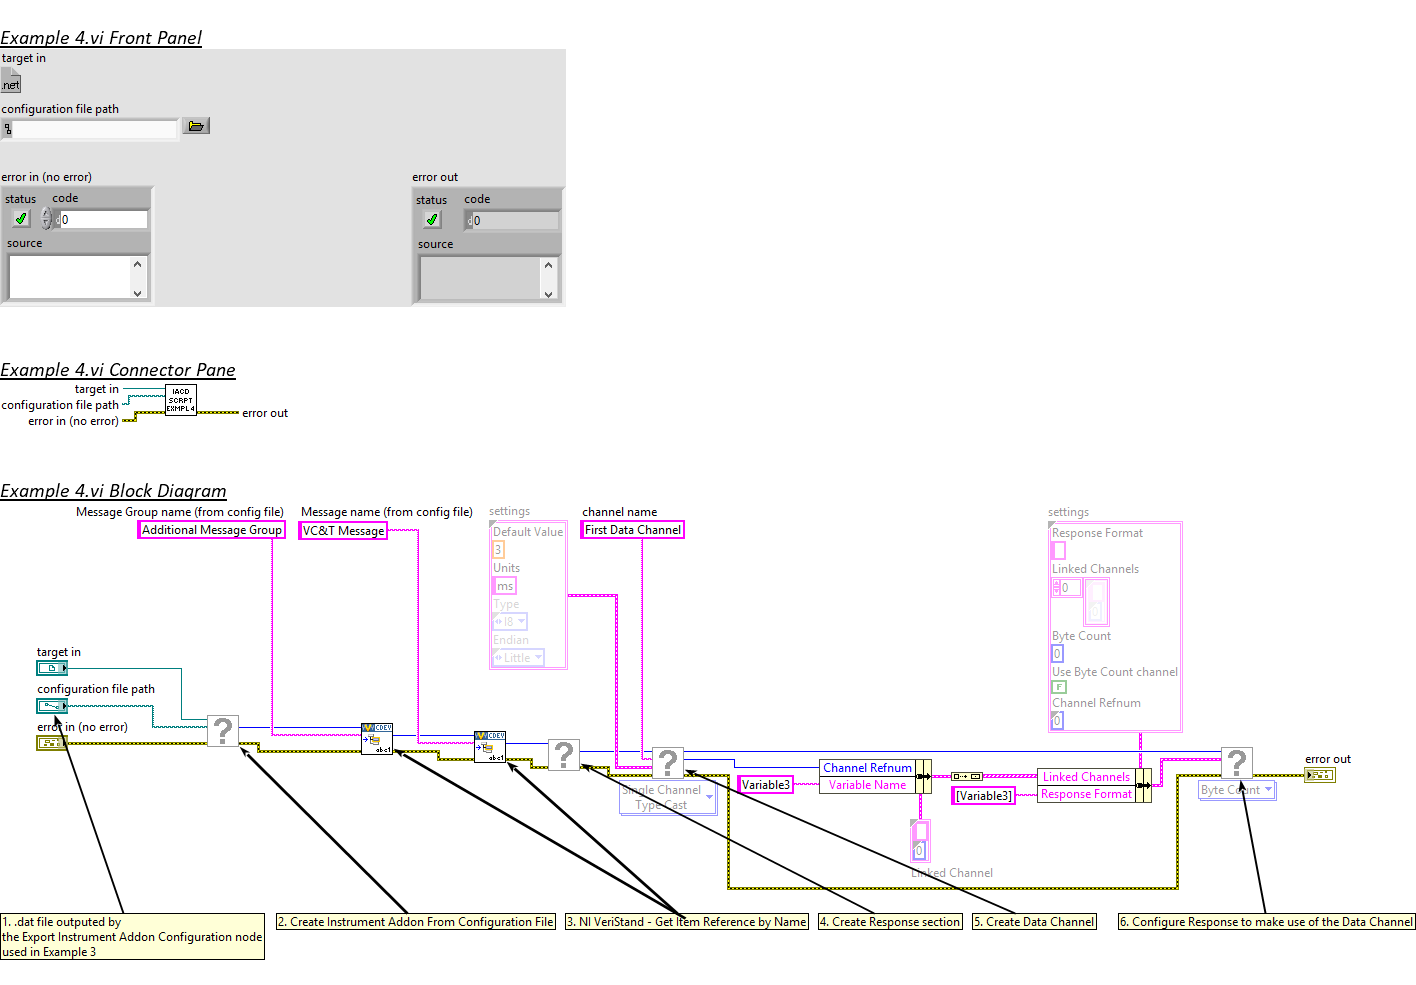 Example 4.vi Front Panel
target in
.net
configuration file path
error in (no error)
status code
0
source
error out
status code
0
source
Example 4.vi Connector Pane
target in
configuration file path
error in (no error)
IACD
SCRPT
EXMPL 4
error out
Example 4.vi Block Diagram
Message Group name (from config file)
Additional Message Group
Message name (from config file)
VC&T Message
settings
Default Value
3
Units
ms
Type
I8
Endian
Little
channel name
First Data Channel
settings
Response Format
Linked Channels
0
0
Byte Count
0
Use Byte Count channel
F
Channel Refnum
0
target in
configuration file path
error in (no error)
?
CDEV
abc1
CDEV
abc1
?
?
Single Channel
Type Cast
Variable3
Channel Refnum
Variable Name
0
Linked Channel
[Variable3]
Linked Channels
Response Format
?
Byte Count
error out
1. .dat file outputed by
the Export Instrument Addon Configuration node
used in Example 3
2. Create Instrument Addon From Configuration File
3. NI VeriStand - Get Item Reference by Name
4. Create Response section
5. Create Data Channel
6. Configure Response to make use of the Data Channel